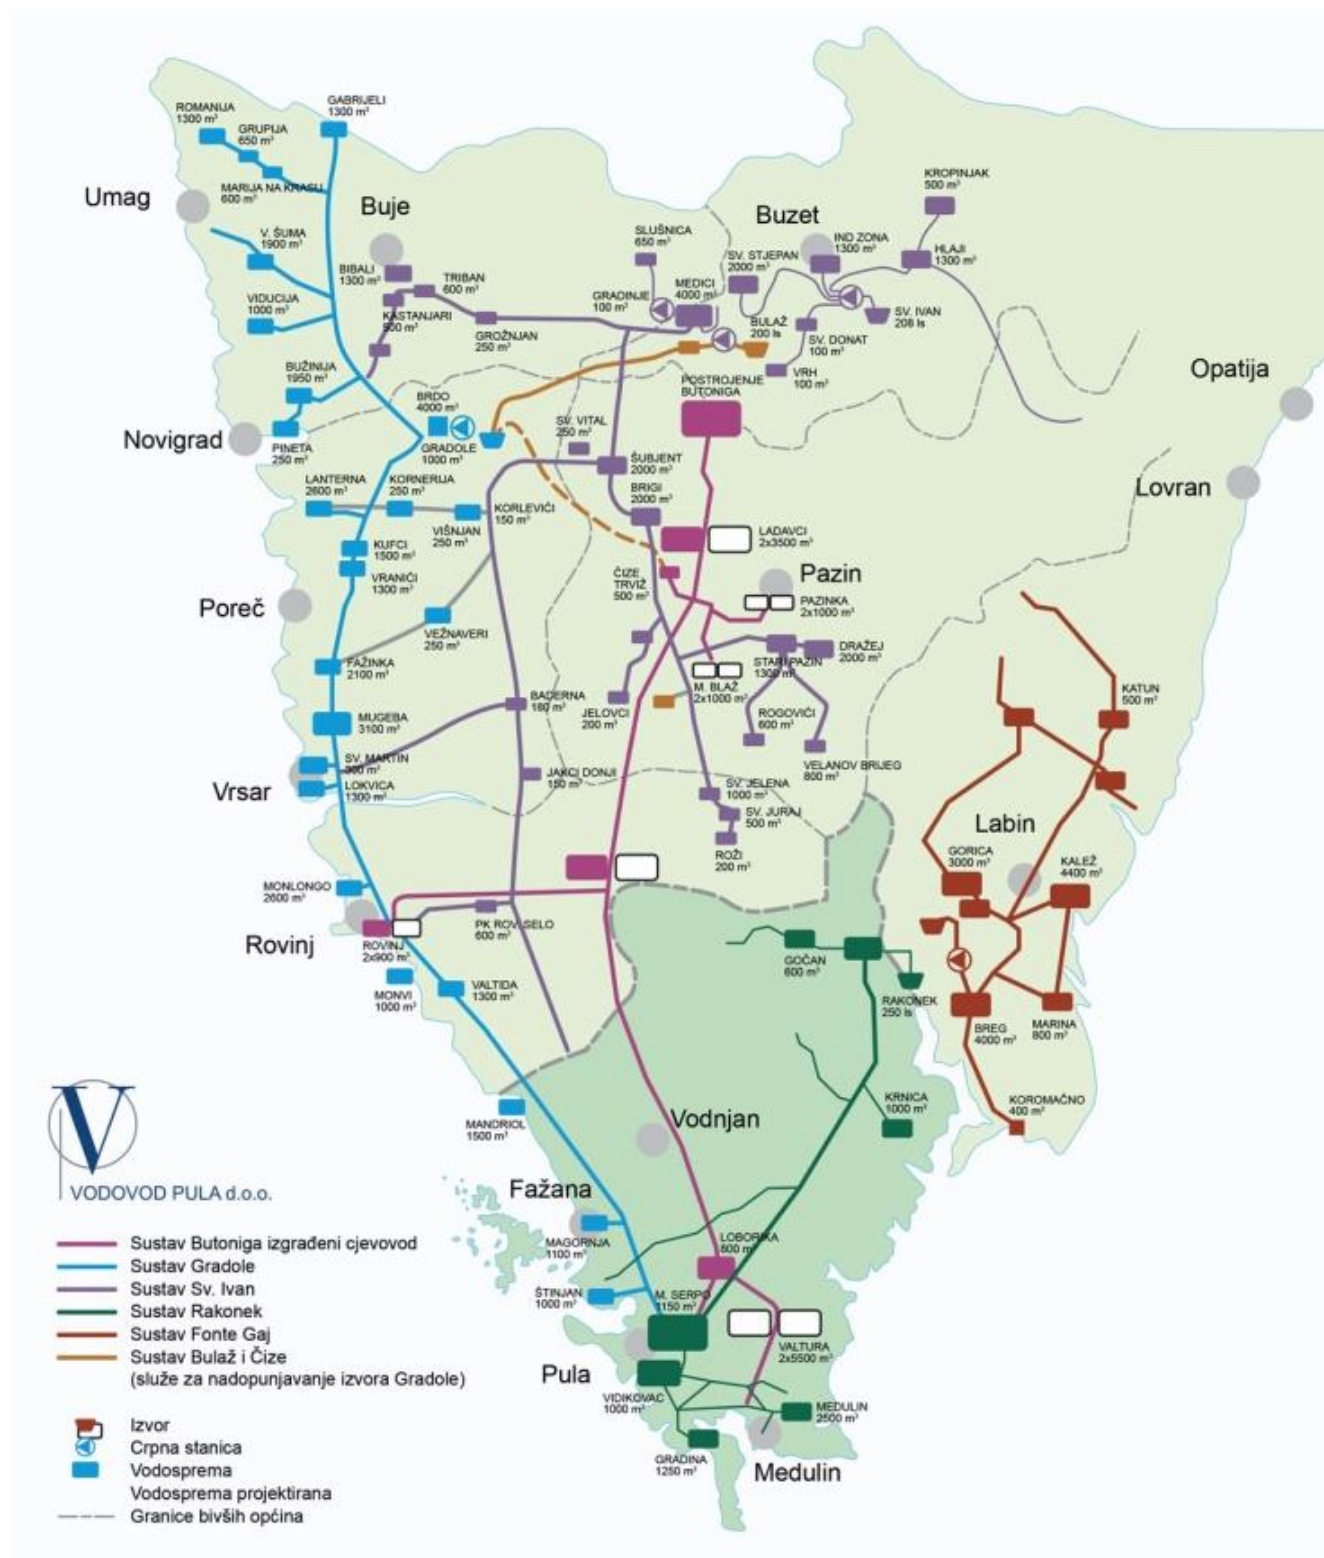 ROMANIJA
1300 m³
GRUPIJA
650 m³
GABRIJELI
1300 m³
MARIJA NA KRASU
600 m³
Umag
Buje
V. ŠUMA
1900 m³
VIDUCIJA
1000 m³
BIBALI
1300 m³
TRIBAN
600 m³
KASTANJARI
GROŽNJAN
250 m³
SLUŠNICA
650 m³
GRADINJE
100 m³
MEDICI
4000 m³
Buzet
SV. STJEPAN
2000 m³
IND ZONA
1300 m³
KROPINJAK
500 m³
HLAJI
1300 m³
SV. IVAN
208 ls
BULAŽ
200 ls
SV. DONAT
100 m³
VRH
100 m³
POSTROJENJE
BUTONIGA
Opatija
Lovran
BUŽINIJA
1950 m³
BRDO
4000 m³
GRADOLE
1000 m³
Novigrad
PINETA
250 m³
SV. VITAL
250 m³
ŠUBJENT
2000 m³
BRIGI
2000 m³
LANTERNA
2600 m³
KORNERIJA
250 m³
KORLEVIĆI
150 m³
VIŠNJAN
250 m³
KUFCI
1500 m³
VRANIĆI
1300 m³
LADAVCI
2x3500 m³
Pazin
ČIZE
TRVIŽ
500 m³
PAZINKA
2x1000 m³
Poreč
VEŽNAVERI
250 m³
FAŽINKA
2100 m³
STARI PAZIN
1300 m³
DRAŽEJ
2000 m³
M. BLAŽ
2x1000 m³
BADERNA
180 m³
JELOVCI
200 m³
ROGOVIĆI
600 m³
VELANOV BRIJEG
800 m³
KATUN
500 m³
MUGEBA
3100 m³
SV. MARTIN
300 m³
LOKVICA
1300 m³
Vrsar
JAKCI DONJI
150 m³
SV. JELENA
1000 m³
SV. JURAJ
500 m³
ROŽI
200 m³
Labin
GORICA
3000 m³
KALEŽ
4400 m³
MONLONGO
2600 m³
Rovinj
ROVINJ
2x900 m³
PK ROV. SELO
600 m³
MONVI
1000 m³
VALTIDA
1300 m³
GOČAN
600 m³
RAKONEK
250 ls
BREG
4000 m³
MARINA
800 m³
KRNICA
1000 m³
KOROMAČNO
400 m³
MANDRIOL
1500 m³
Vodnjan
Fažana
MAGORNJA
1100 m³
LOBORIKA
800 m³
ŠTINJAN
1000 m³
M. SERPO
1150 m³
VALTURA
2x5500 m³
Pula
VIDIKOVAC
1000 m³
MEDULIN
2500 m³
GRADINA
1250 m³
Medulin
V
VODOVOD PULA d.o.o.
Sustav Butoniga izgrađeni cjevovod
Sustav Gradole
Sustav Sv. Ivan
Sustav Rakonek
Sustav Fonte Gaj
Sustav Bulaž i Čize
(služe za nadopunjavanje izvora Gradole)
Izvor
Crpna stanica
Vodosprema
Vodosprema projektirana
Granice bivših općina